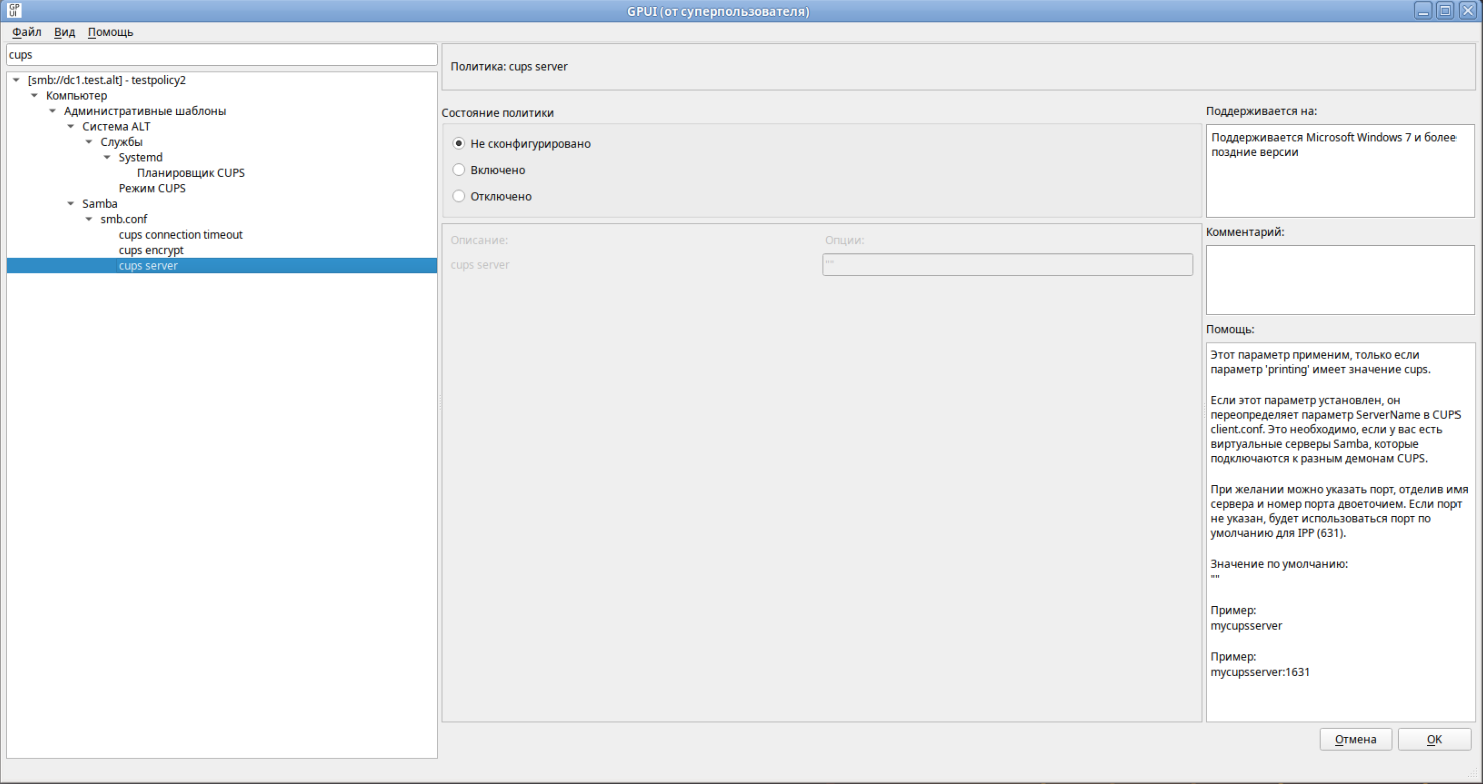 GPUI (от суперпользователя)
GP
UI
Файл Вид Помощь
cups
[smb://dc1.test.alt] - testpolicy2
Компьютер
Административные шаблоны
Система ALT
Службы
Systemd
Планировщик CUPS
Режим CUPS
Samba
smb.conf
cups connection timeout
cups encrypt
cups server
Политика: cups server
Состояние политики
Не сконфигурировано
Включено
Отключено
Описание: Опции:
cups server ""
Поддерживается на:
Поддерживается Microsoft Windows 7 и более
поздние версии
Комментарий:
Помощь:
Этот параметр применим, только если
параметр 'printing' имеет значение cups.
Если этот параметр установлен, он
переопределяет параметр ServerName в CUPS
client.conf. Это необходимо, если у вас есть
виртуальные серверы Samba, которые
подключаются к разным демонам CUPS.
При желании можно указать порт, отделив имя
сервера и номер порта двоеточием. Если порт
не указан, будет использоваться порт по
умолчанию для IPP (631).
Значение по умолчанию:
""
Пример:
mycupsserver
Пример:
mycupsserver:1631
Отмена OK